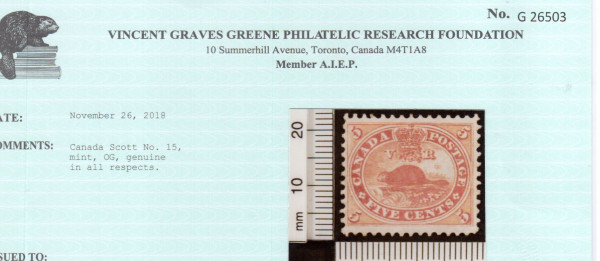 No. G 26503
VINCENT GRAVES GREENE PHILATELIC RESEARCH FOUNDATION
10 Summerhill Avenue, Toronto, Canada M4T1A8
Member A.I.E.P.
ATE:
November 26, 2018
OMMENTS:
Canada Scott No. 15,
mint, OG, genuine
in all respects.
SUED TO:
mm 10 20
5 5
CANADA POSTAGE
V R
FIVE CENTS
5 5